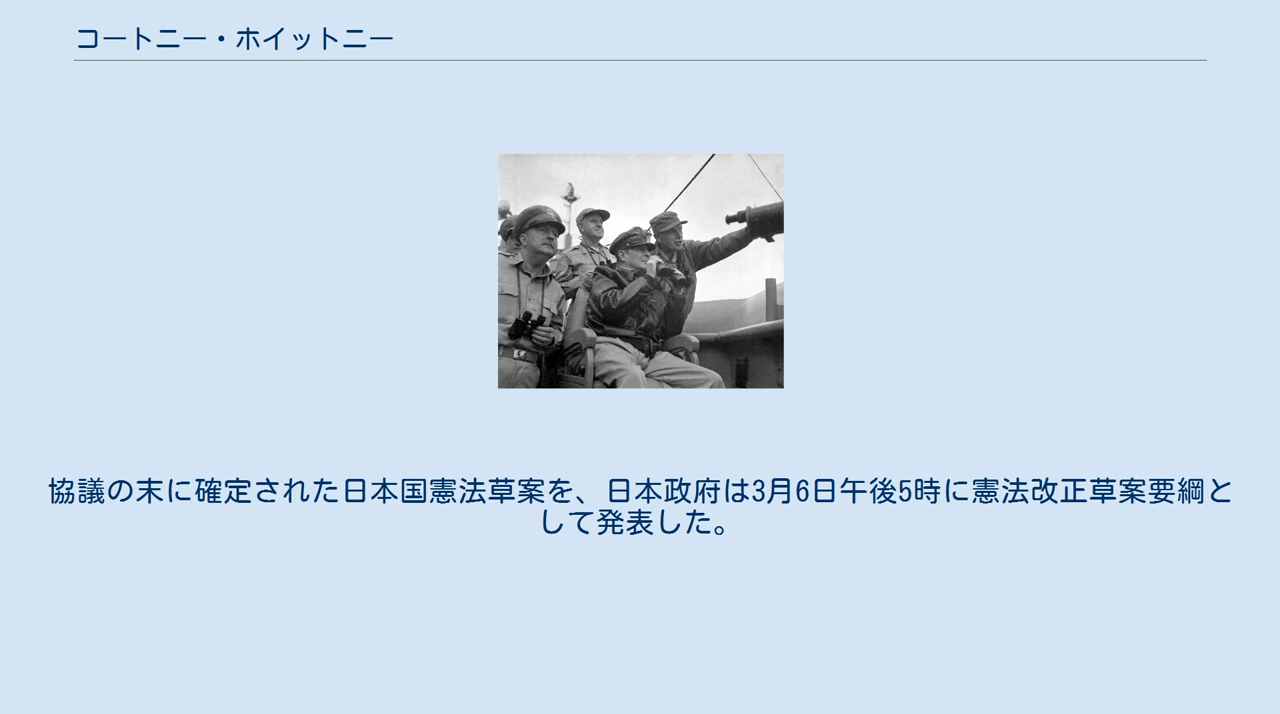 コートニー・ホイットニー
協議の末に確定された日本国憲法草案を、日本政府は3月6日午後5時に憲法改正草案要綱と
して発表した。